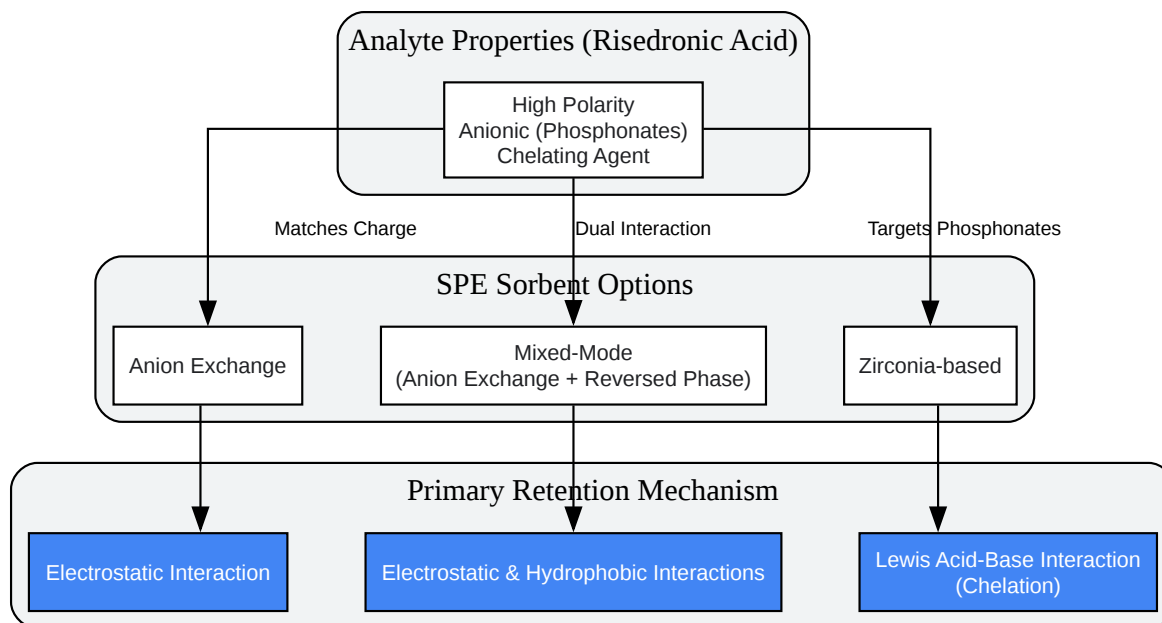 Analyte Properties (Risedronic Acid)
High Polarity
Anionic (Phosphonates)
Chelating Agent
Matches Charge
Dual Interaction
Targets Phosphonates
SPE Sorbent Options
Anion Exchange
Mixed-Mode
(Anion Exchange + Reversed Phase)
Zirconia-based
Primary Retention Mechanism
Electrostatic Interaction
Electrostatic & Hydrophobic Interactions
Lewis Acid-Base Interaction
(Chelation)